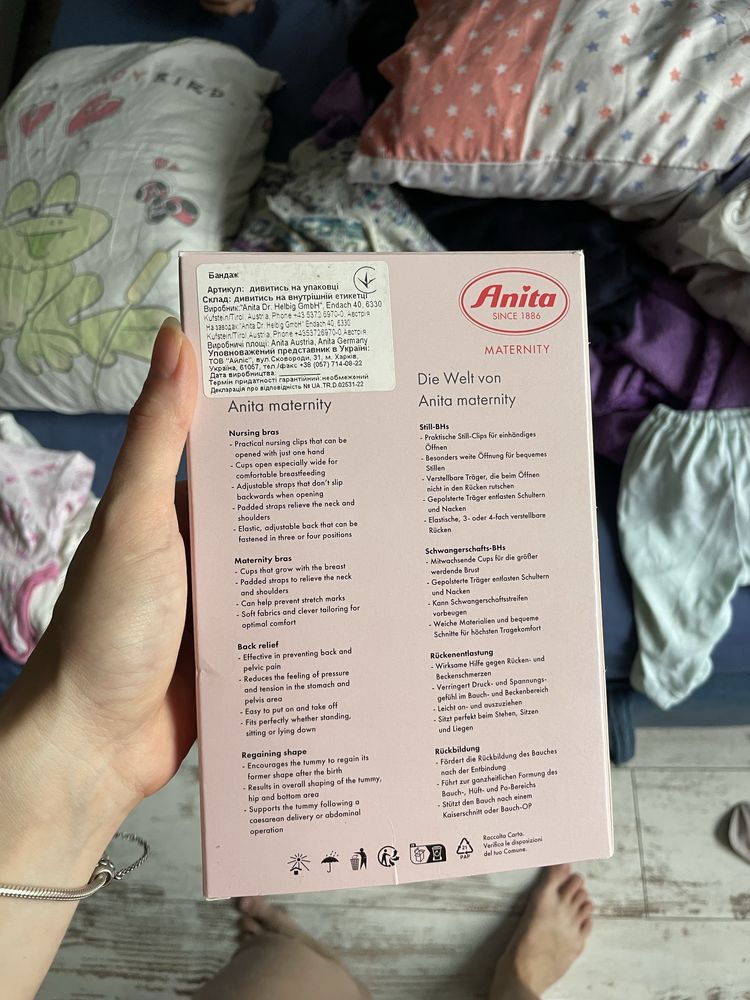 Бандаж
Артикул: дивитись на упаковці
Склад: дивитись на внутрішній етикетці
Виробник:"Anita Dr. Helbig GmbH", Endach 40, 6330
Kufstein/Tirol, Austria, Phone +43 5372 6970-0, Австрія
На заводах:"Anita Dr. Helbig GmbH" Endach 40, 6330
Kufstein/Tirol, Austria, Phone +4353726970-0 Австрія,
Виробничі площі: Anita Austria, Anita Germany
Уповноважений представник в Україні:
ТОВ "Айліс", вул.Сковороди, 31, м. Харків,
Україна, 61057, тел./факс +38 (057) 714-08-22
Дата виробництва:
Термін придатності гарантійний:необмежений
Декларація про відповідність № UA.TR.D.02531-22
Anita
SINCE 1886
MATERNITY
Anita maternity
Nursing bras
- Practical nursing clips that can be
opened with just one hand
- Cups open especially wide for
comfortable breastfeeding
- Adjustable straps that don't slip
backwards when opening
- Padded straps relieve the neck and
shoulders
- Elastic, adjustable back that can be
fastened in three or four positions
Maternity bras
- Cups that grow with the breast
- Padded straps to relieve the neck
and shoulders
- Can help prevent stretch marks
- Soft fabrics and clever tailoring for
optimal comfort
Back relief
- Effective in preventing back and
pelvic pain
- Reduces the feeling of pressure
and tension in the stomach and
pelvis area
- Easy to put on and take off
- Fits perfectly whether standing,
sitting or lying down
Regaining shape
- Encourages the tummy to regain its
former shape after the birth
- Results in overall shaping of the tummy,
hip and bottom area
- Supports the tummy following a
caesarean delivery or abdominal
operation
Die Welt von
Anita maternity
Still-BHs
- Praktische Still-Clips für einhändiges
Öffnen
- Besonders weite Öffnung für bequemes
Stillen
- Verstellbare Träger, die beim Öffnen
nicht in den Rücken rutschen
- Gepolsterte Träger entlasten Schultern
und Nacken
- Elastische, 3- oder 4-fach verstellbare
Rücken
Schwangerschafts-BHs
- Mitwachsende Cups für die größer
werdende Brust
- Gepolsterte Träger entlasten Schultern
und Nacken
- Kann Schwangerschaftsstreifen
vorbeugen
- Weiche Materialien und bequeme
Schnitte für höchsten Tragekomfort
Rückenentlastung
- Wirksame Hilfe gegen Rücken- und
Beckenschmerzen
- Verringert Druck- und Spannungs-
gefühl im Bauch- und Beckenbereich
- Leicht an- und auszuziehen
- Sitzt perfekt beim Stehen, Sitzen
und Liegen
Rückbildung
- Fördert die Rückbildung des Bauches
nach der Entbindung
- Führt zur ganzheitlichen Formung des
Bauch-, Hüft- und Po-Bereichs
- Stützt den Bauch nach einem
Kaiserschnitt oder Bauch-OP
21
PAP
Raccolta Carta.
Verifica le disposizioni
del tuo Comune.